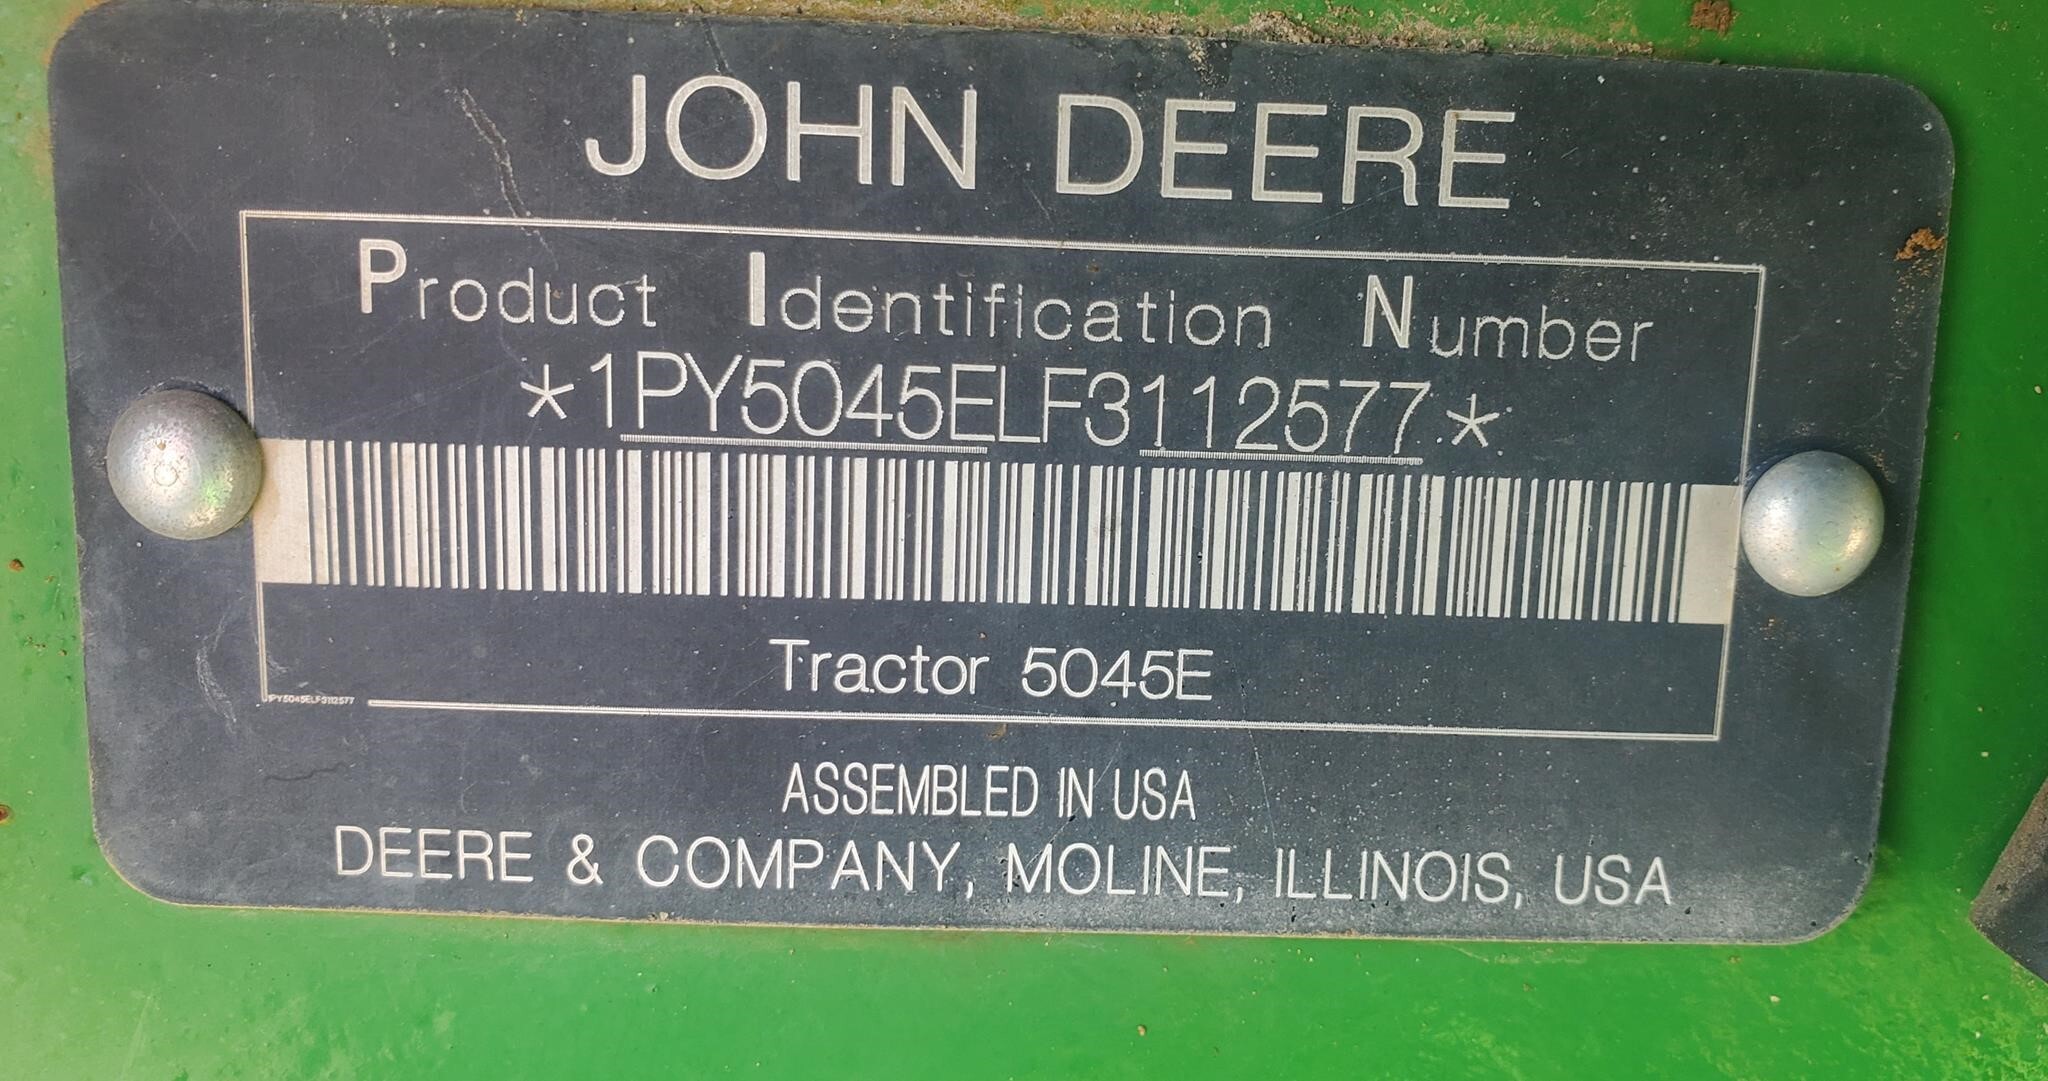 JOHN DEERE
Product Identification Number
*1PY5045ELF3112577*
Tractor 5045E
1PY5045ELF3112577
ASSEMBLED IN USA
DEERE & COMPANY, MOLINE, ILLINOIS, USA